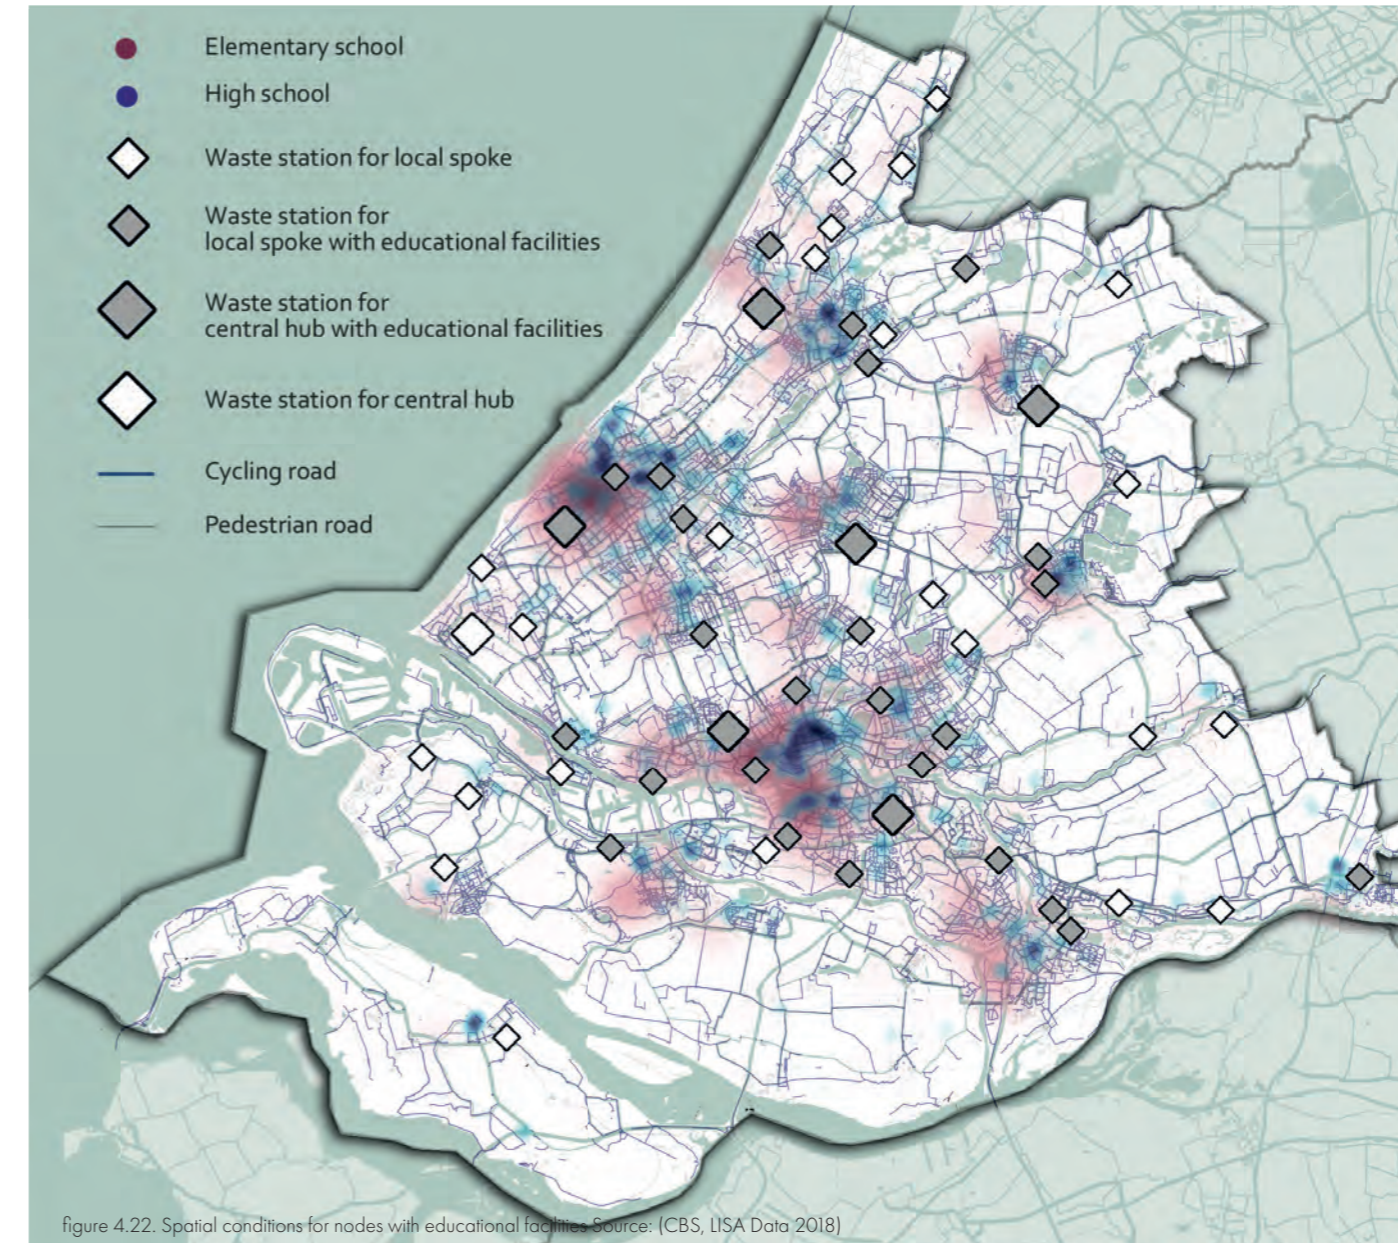 Elementary school
High school
Waste station for local spoke
Waste station for
local spoke with educational facilities
Waste station for
central hub with educational facilities
Waste station for central hub
Cycling road
Pedestrian road
figure 4.22. Spatial conditions for nodes with educational facilities Source: (CBS, LISA Data 2018)